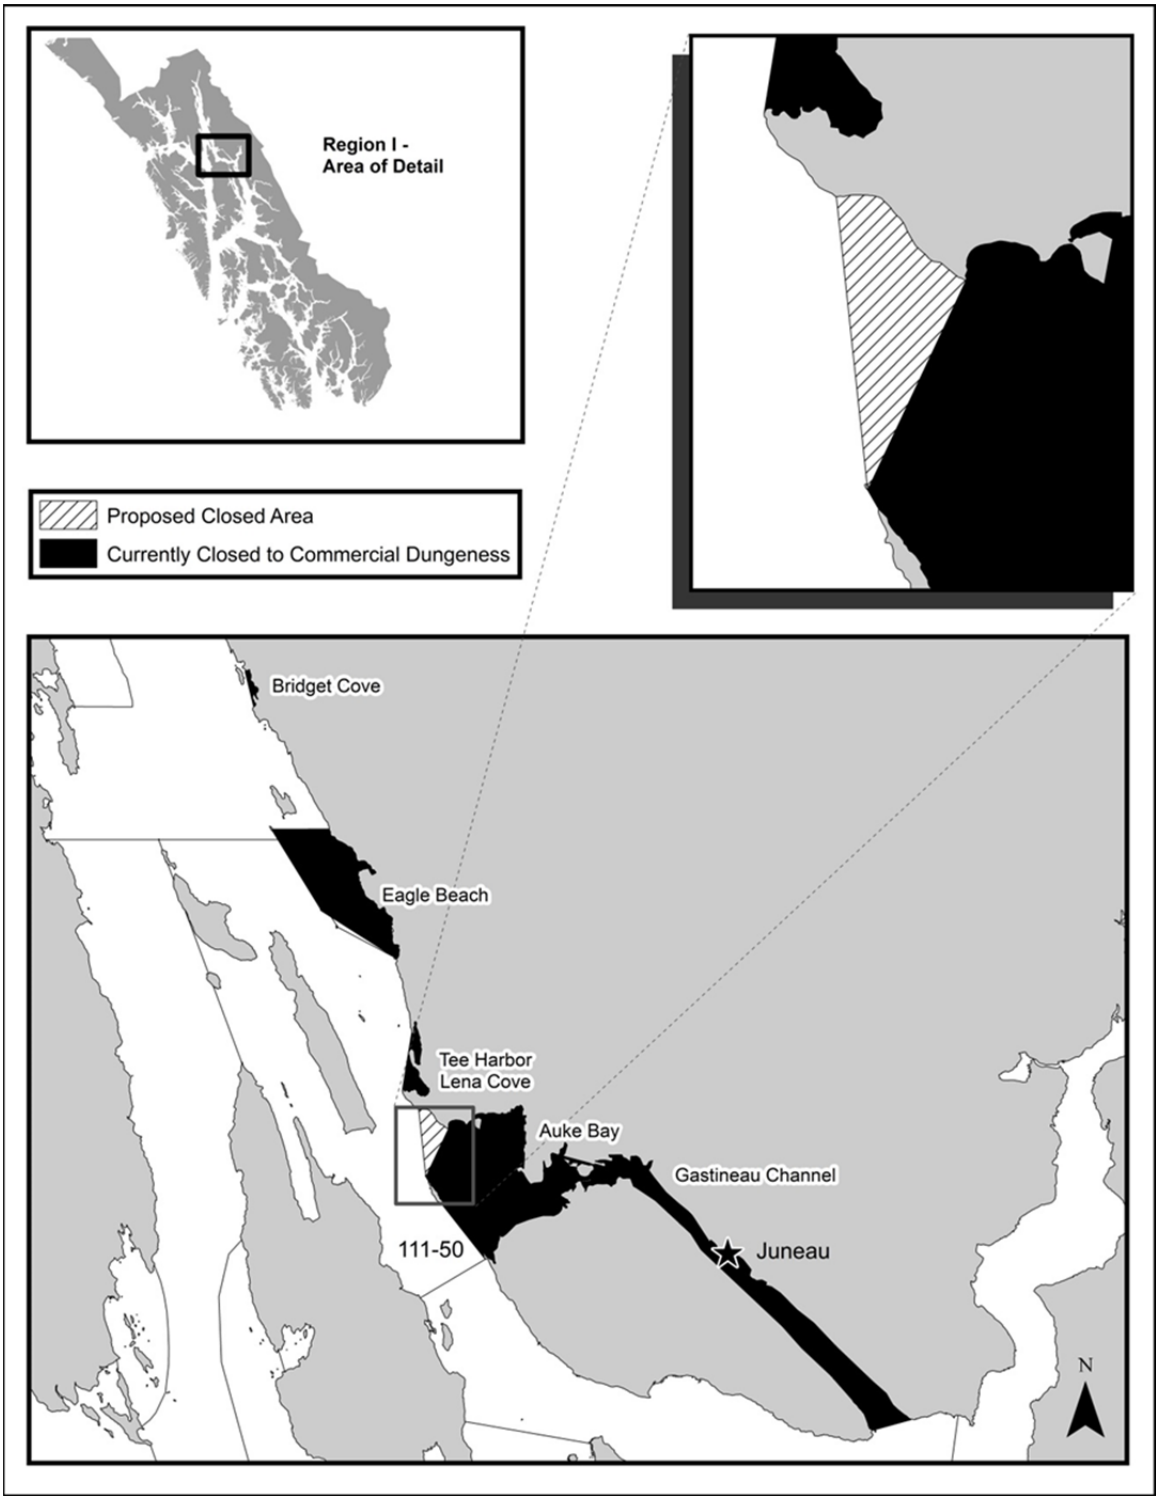 Region I -
Area of Detail
Proposed Closed Area
Currently Closed to Commercial Dungeness
Bridget Cove
Eagle Beach
Tee Harbor
Lena Cove
Auke Bay
Gastineau Channel
111-50
Juneau
N